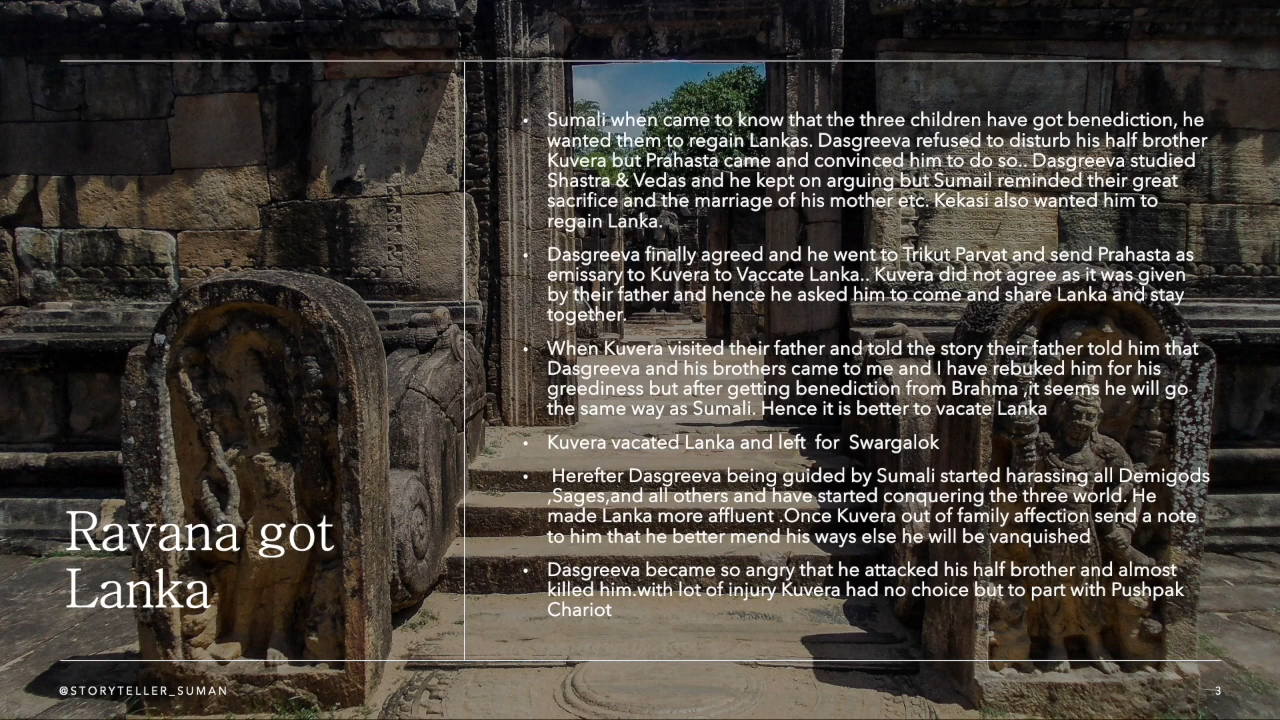 Ravana got
Lanka
• Sumali when came to know that the three children have got benediction, he
wanted them to regain Lankas. Dasgreeva refused to disturb his half brother
Kuvera but Prahasta came and convinced him to do so.. Dasgreeva studied
Shastra & Vedas and he kept on arguing but Sumail reminded their great
sacrifice and the marriage of his mother etc. Kekasi also wanted him to
regain Lanka.
• Dasgreeva finally agreed and he went to Trikut Parvat and send Prahasta as
emissary to Kuvera to Vaccate Lanka.. Kuvera did not agree as it was given
by their father and hence he asked him to come and share Lanka and stay
together.
• When Kuvera visited their father and told the story their father told him that
Dasgreeva and his brothers came to me and I have rebuked him for his
greediness but after getting benediction from Brahma ,it seems he will go
the same way as Sumali. Hence it is better to vacate Lanka
• Kuvera vacated Lanka and left for Swargalok
• Herefter Dasgreeva being guided by Sumali started harassing all Demigods
,Sages,and all others and have started conquering the three world. He
made Lanka more affluent .Once Kuvera out of family affection send a note
to him that he better mend his ways else he will be vanquished
• Dasgreeva became so angry that he attacked his half brother and almost
killed him.with lot of injury Kuvera had no choice but to part with Pushpak
Chariot
@STORYTELLER_SUMAN
3